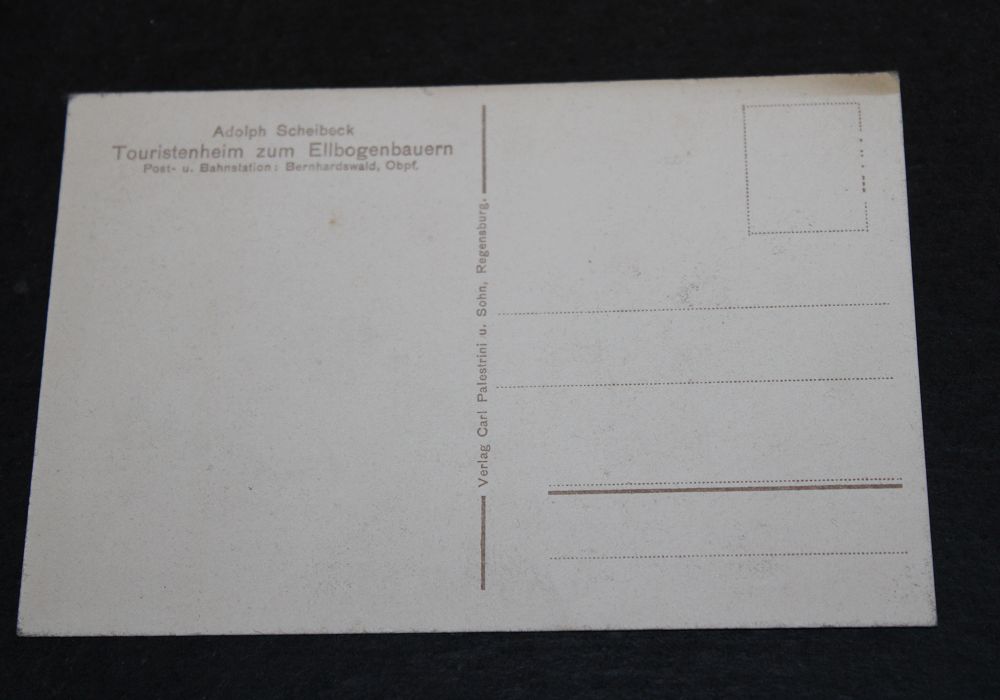 Adolph Scheibeck
Touristenheim zum Ellbogenbauern
Post- u. Bahnstation: Bernhardswald, Obpf.
Verlag Carl Palestrini u. Sohn, Regensburg.